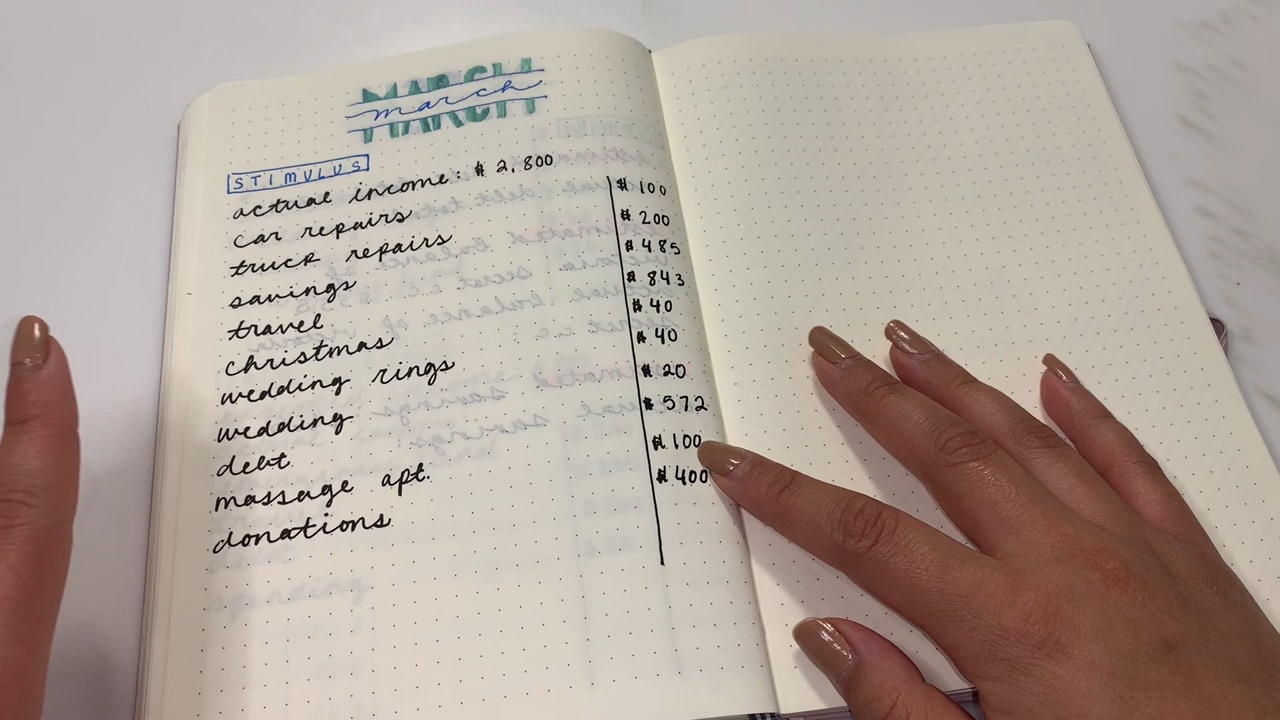 MARCH
march
STIMULUS
actual income: $ 2,800
car repairs $ 100
truck repairs $ 200
savings $ 485
travel $ 843
christmas $ 40
wedding rings $ 40
wedding $ 20
debt $ 572
massage apt. $ 100
donations $ 400
spending